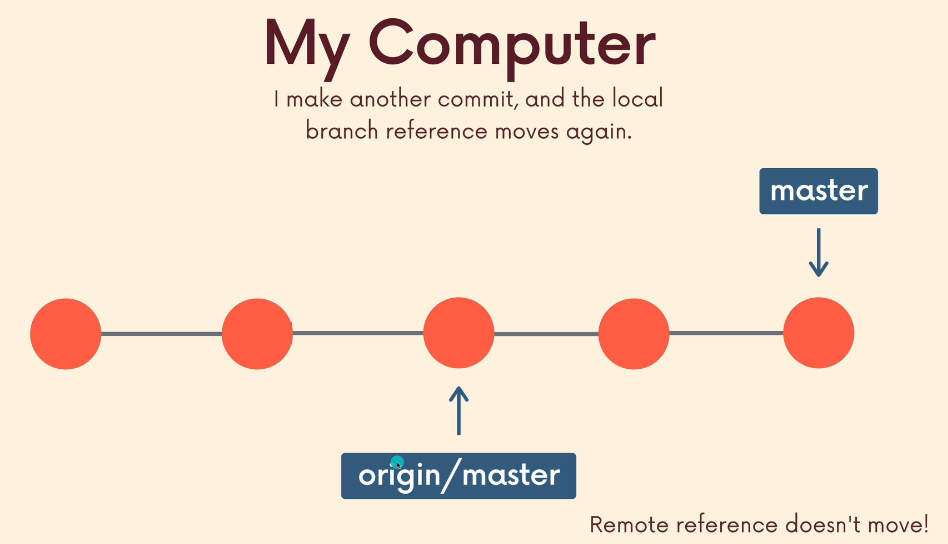 My Computer
I make another commit, and the local
branch reference moves again.
master
origin/master
Remote reference doesn't move!